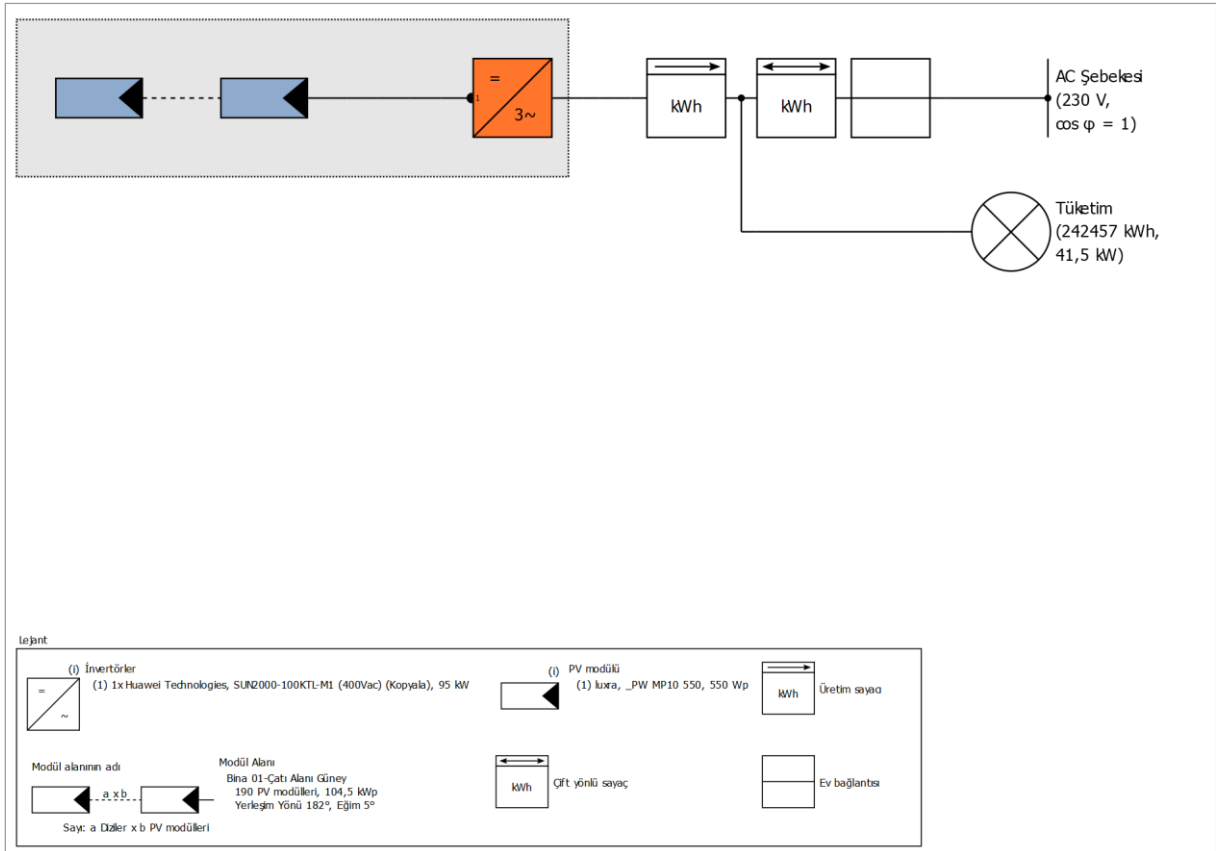 =
3~
1
kWh
kWh
AC Şebekesi
(230 V,
cos φ = 1)
Tüketim
(242457 kWh,
41,5 kW)
Lejant
(i) İnvertörler
(1) 1x Huawei Technologies, SUN2000-100KTL-M1 (400Vac) (Kopyala), 95 kW
=
~
(i) PV modülü
(1) luxra, _PW MP10 550, 550 Wp
kWh
Üretim sayacı
Modül alanının adı
a x b
Sayı: a Diziler x b PV modülleri
Modül Alanı
Bina 01-Çatı Alanı Güney
190 PV modülleri, 104,5 kWp
Yerleşim Yönü 182°, Eğim 5°
kWh
Çift yönlü sayaç
Ev bağlantısı